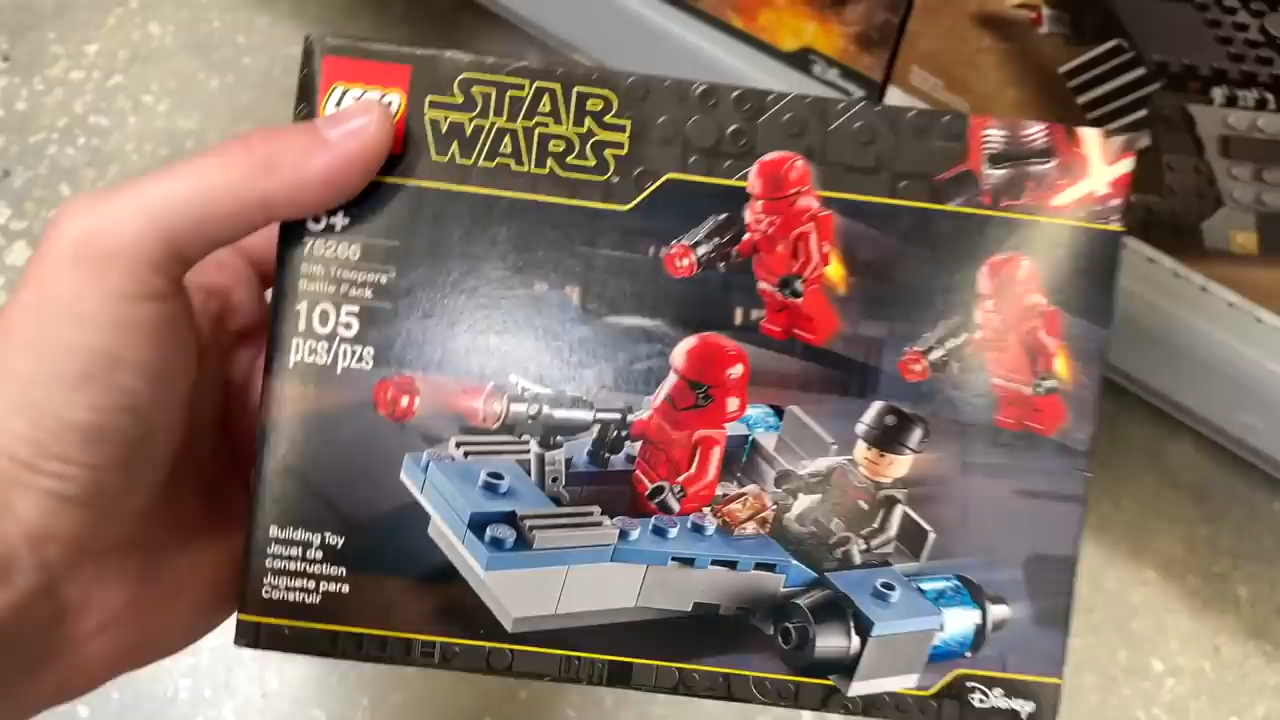 LEGO
STAR
WARS
6+
75266
Sith Troopers™
Battle Pack
105
pcs/pzs
Building Toy
Jouet de
construction
Juguete para
Construir
Disney